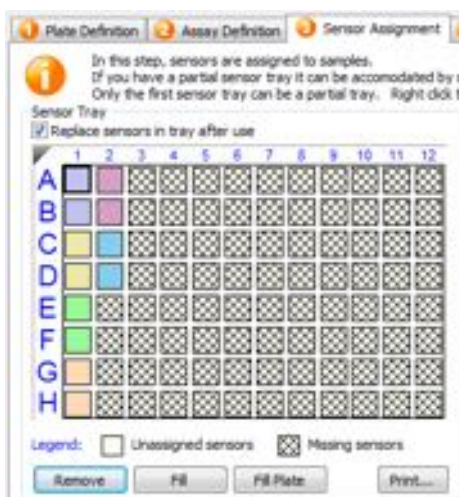 1 Plate Definition 2 Assay Definition 3 Sensor Assignment
In this step, sensors are assigned to samples.
If you have a partial sensor tray it can be accomodated by
Only the first sensor tray can be a partial tray. Right click
Sensor Tray
Replace sensors in tray after use
1 2 3 4 5 6 7 8 9 10 11 12
A
B
C
D
E
F
G
H
Legend: Unassigned sensors Missing sensors
Remove Fill Fill Plate Print...